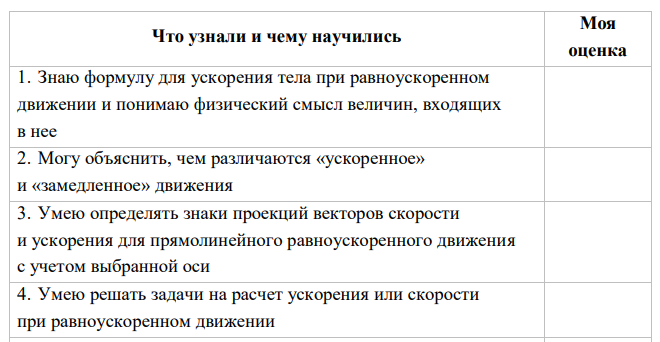 Что узнали и чему научились
Моя
оценка
1. Знаю формулу для ускорения тела при равноускоренном
движении и понимаю физический смысл величин, входящих
в нее
2. Могу объяснить, чем различаются «ускоренное»
и «замедленное» движения
3. Умею определять знаки проекций векторов скорости
и ускорения для прямолинейного равноускоренного движения
с учетом выбранной оси
4. Умею решать задачи на расчет ускорения или скорости
при равноускоренном движении